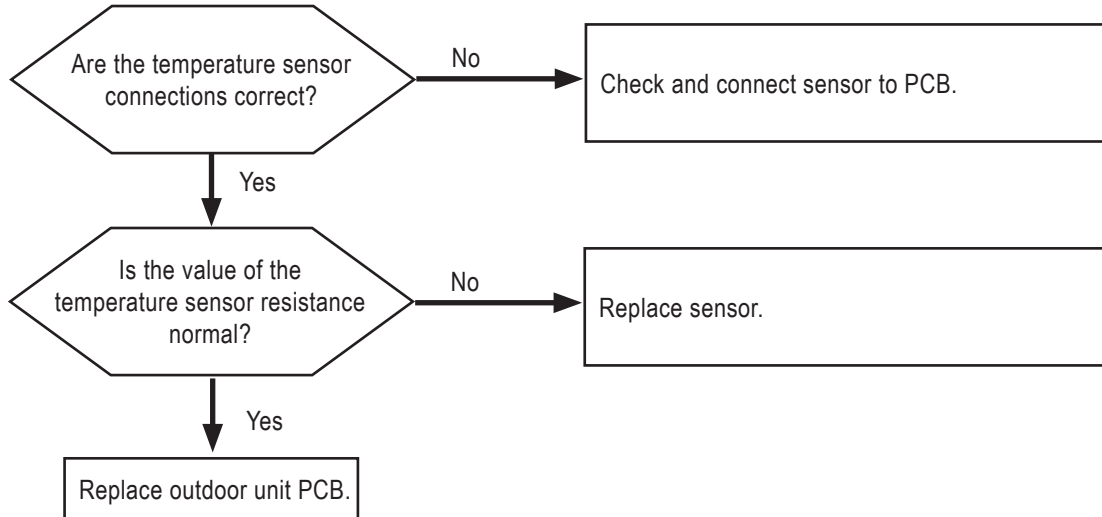 Are the temperature sensor
connections correct?
No
Check and connect sensor to PCB.
Yes
Is the value of the
temperature sensor resistance
normal?
No
Replace sensor.
Yes
Replace outdoor unit PCB.